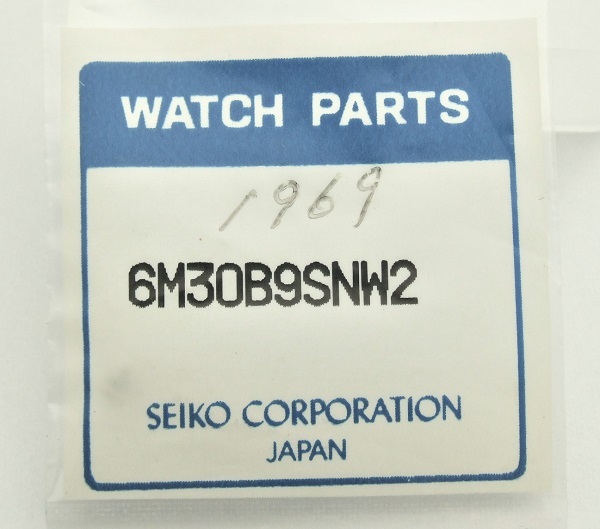 WATCH PARTS
1969
6M30B9SNW2
SEIKO CORPORATION
JAPAN